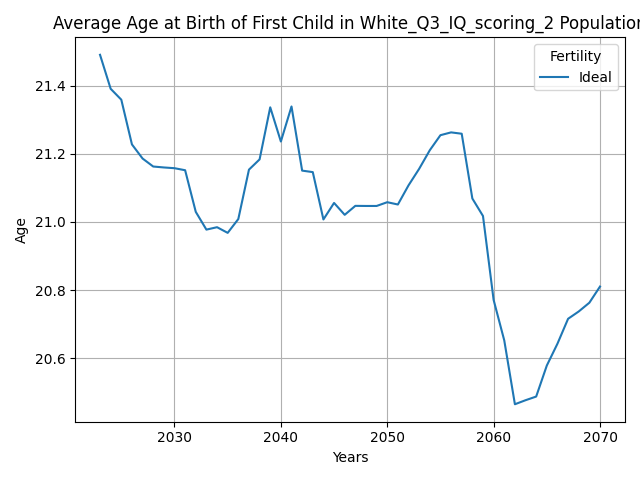 Average Age at Birth of First Child in White_Q3_IQ_scoring_2 Population
Fertility
Ideal
Age
21.4
21.2
21.0
20.8
20.6
2030 2040 2050 2060 2070
Years